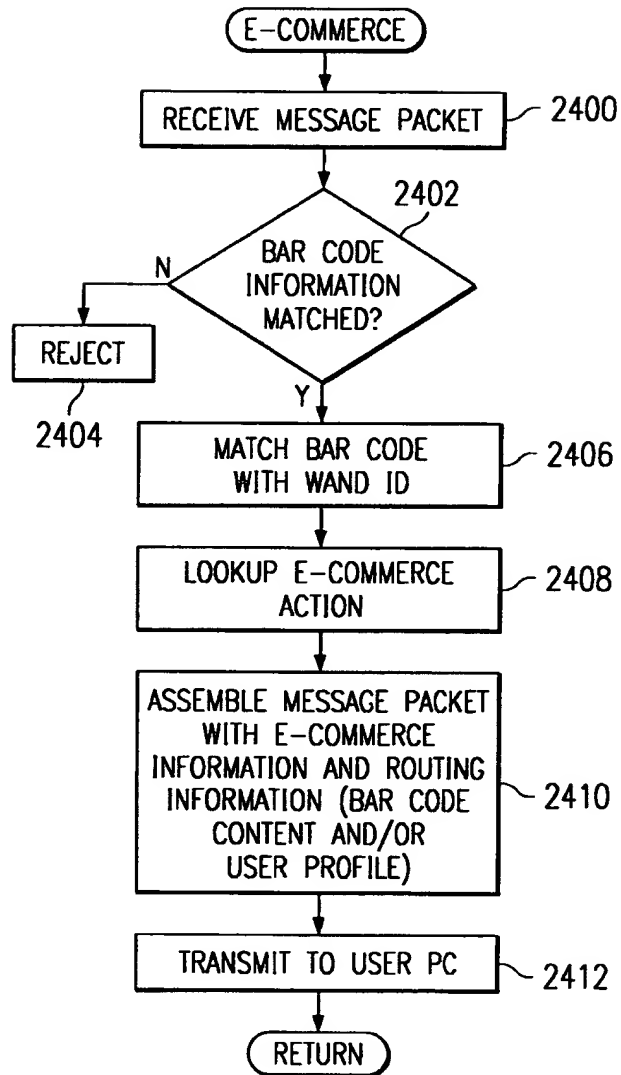 E-COMMERCE
RECEIVE MESSAGE PACKET
2400
2402
BAR CODE
INFORMATION
MATCHED?
N
REJECT
2404
Y
MATCH BAR CODE
WITH WAND ID
2406
LOOKUP E-COMMERCE
ACTION
2408
ASSEMBLE MESSAGE PACKET
WITH E-COMMERCE
INFORMATION AND ROUTING
INFORMATION (BAR CODE
CONTENT AND/OR
USER PROFILE)
2410
TRANSMIT TO USER PC
2412
RETURN